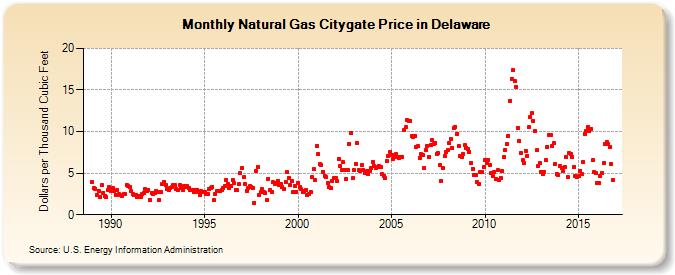 Monthly Natural Gas Citygate Price in Delaware
Dollars per Thousand Cubic Feet
20
15
10
5
0
1990 1995 2000 2005 2010 2015
Source: U.S. Energy Information Administration